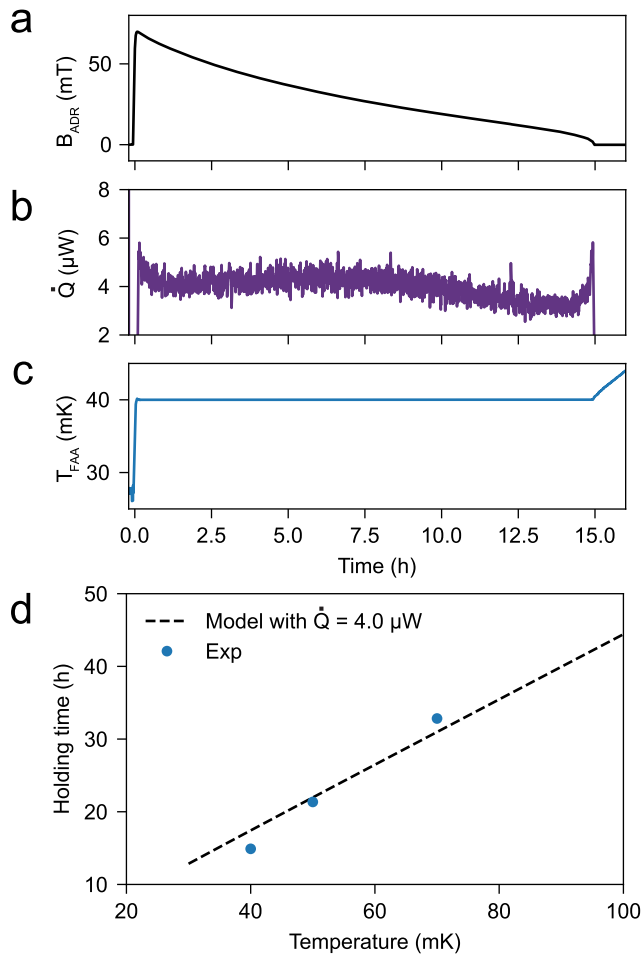 a
B_ADR (mT)
50
0
b
Q̇ (µW)
8
6
4
2
c
T_FAA (mK)
40
30
0.0 2.5 5.0 7.5 10.0 12.5 15.0
Time (h)
d
Holding time (h)
50
40
30
20
10
Model with Q̇ = 4.0 µW
Exp
20 40 60 80 100
Temperature (mK)